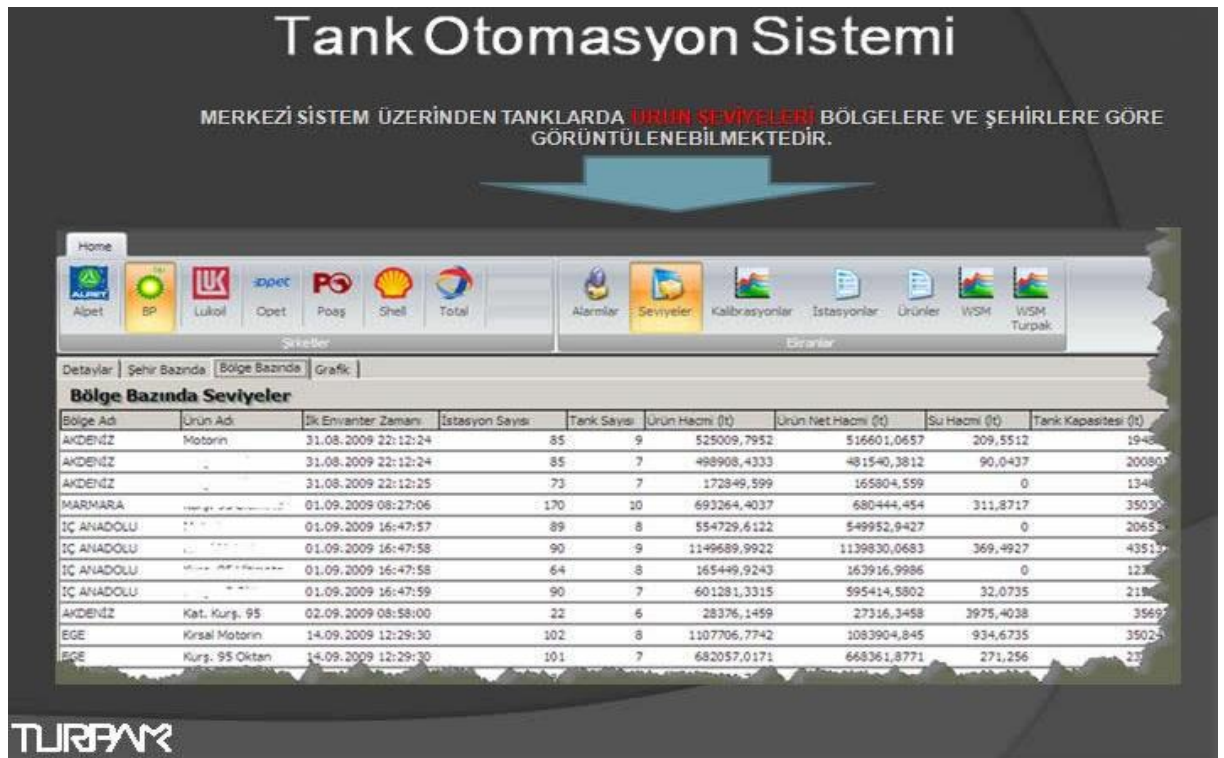 Tank Otomasyon Sistemi
MERKEZİ SİSTEM ÜZERİNDEN TANKLARDA ÜRÜN SEVİYELERİ BÖLGELERE VE ŞEHİRLERE GÖRE
GÖRÜNTÜLENEBİLMEKTEDİR.
Home
ALPET
bp
LUK
opet
Alpet BP Lukoil Opet Poaş Shell Total Alarmlar Seviyeler Kalibrasyonlar İstasyonlar Ürünler WSM WSM Turpak
Şirketler Ekranlar
Detaylar Şehir Bazında Bölge Bazında Grafik
Bölge Bazında Seviyeler
Bölge Adı Ürün Adı İlk Envanter Zamanı İstasyon Sayısı Tank Sayısı Ürün Hacmi (lt) Ürün Net Hacmi (lt) Su Hacmi (lt) Tank Kapasitesi (lt)
AKDENİZ Motorin 31.08.2009 22:12:24 85 9 525009,7952 516601,0657 209,5512
AKDENİZ 31.08.2009 22:12:24 85 7 498908,4333 481540,3812 90,0437
AKDENİZ 31.08.2009 22:12:25 73 7 172849,599 165804,559 0
MARMARA 01.09.2009 08:27:06 170 10 693264,4037 680444,454 311,8717
İÇ ANADOLU 01.09.2009 16:47:57 89 8 554729,6122 549952,9427 0
İÇ ANADOLU 01.09.2009 16:47:58 90 9 1149689,9922 1139830,0683 369,4927
İÇ ANADOLU 01.09.2009 16:47:58 64 8 165449,9243 163916,9986 0
İÇ ANADOLU 01.09.2009 16:47:59 90 7 601281,3315 595414,5802 32,0735
AKDENİZ Kat. Kurş. 95 02.09.2009 08:58:00 22 6 28376,1459 27316,3458 3975,4038
EGE Kırsal Motorin 14.09.2009 12:29:30 102 8 1107706,7742 1083904,845 934,6735
EGE Kurş. 95 Oktan 14.09.2009 12:29:30 101 7 682057,0171 668361,8771 271,256
TURPAK